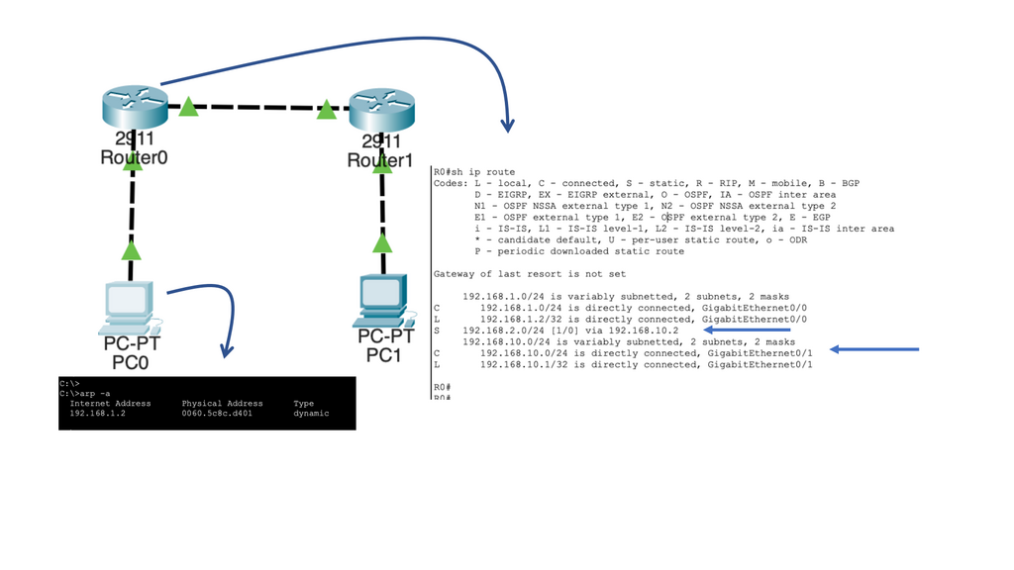 2911
Router0
2911
Router1
PC-PT
PC0
PC-PT
PC1
C:\>
C:\>arp -a
Internet Address Physical Address Type
192.168.1.2 0060.5c8c.d401 dynamic
R0#sh ip route
Codes: L - local, C - connected, S - static, R - RIP, M - mobile, B - BGP
D - EIGRP, EX - EIGRP external, O - OSPF, IA - OSPF inter area
N1 - OSPF NSSA external type 1, N2 - OSPF NSSA external type 2
E1 - OSPF external type 1, E2 - OSPF external type 2, E - EGP
i - IS-IS, L1 - IS-IS level-1, L2 - IS-IS level-2, ia - IS-IS inter area
* - candidate default, U - per-user static route, o - ODR
P - periodic downloaded static route
Gateway of last resort is not set
192.168.1.0/24 is variably subnetted, 2 subnets, 2 masks
C 192.168.1.0/24 is directly connected, GigabitEthernet0/0
L 192.168.1.2/32 is directly connected, GigabitEthernet0/0
S 192.168.2.0/24 [1/0] via 192.168.10.2
192.168.10.0/24 is variably subnetted, 2 subnets, 2 masks
C 192.168.10.0/24 is directly connected, GigabitEthernet0/1
L 192.168.10.1/32 is directly connected, GigabitEthernet0/1
R0#
R0#